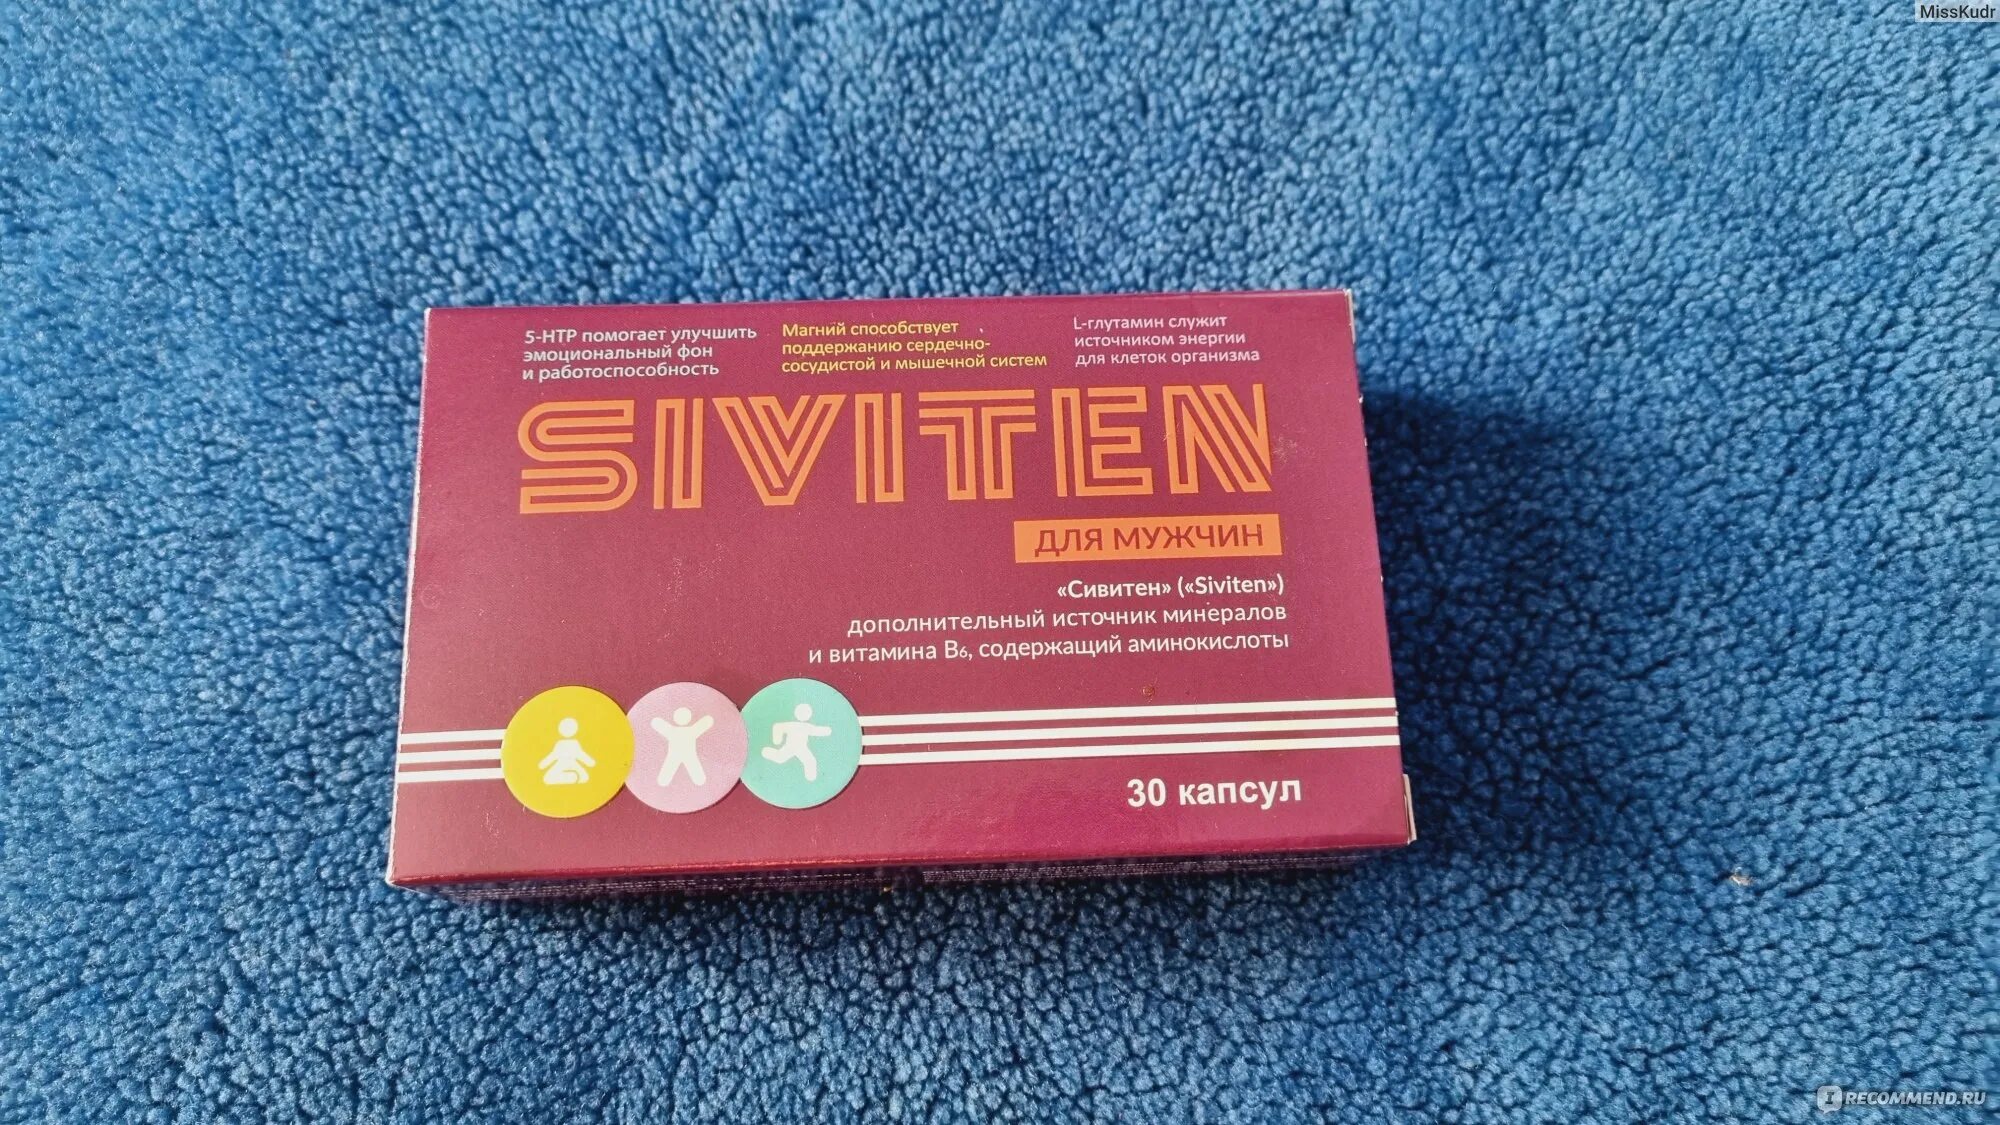 MissKudr
5-HTP помогает улучшить
эмоциональный фон
и работоспособность
Магний способствует
поддержанию сердечно-
сосудистой и мышечной систем
L-глутамин служит
источником энергии
для клеток организма
SIVITEN
ДЛЯ МУЖЧИН
«Сивитен» («Siviten»)
дополнительный источник минералов
и витамина В₆, содержащий аминокислоты
30 капсул
IRECOMMEND.RU